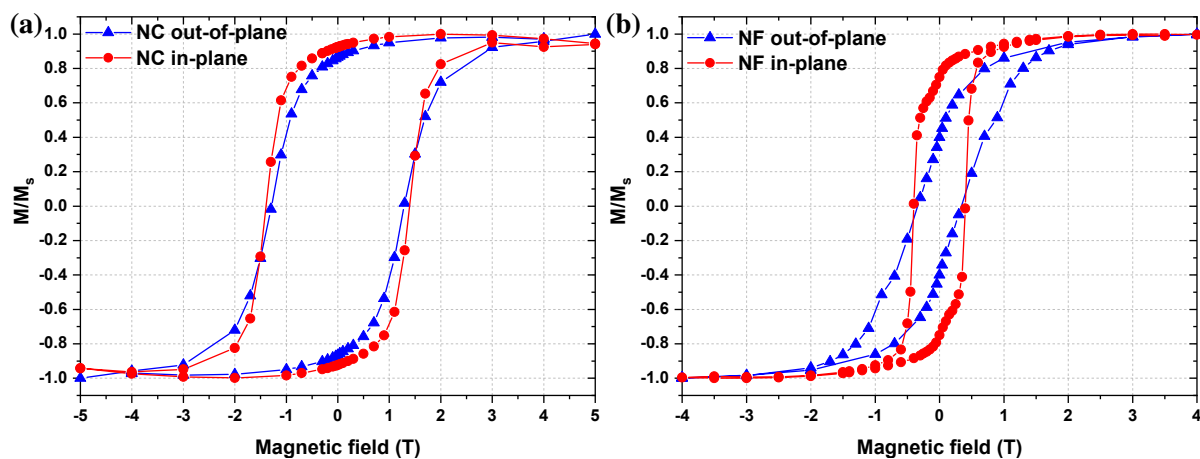 (a)
NC out-of-plane
NC in-plane
1.0
0.8
0.6
0.4
0.2
0.0
-0.2
-0.4
-0.6
-0.8
-1.0
M/Ms
-5 -4 -3 -2 -1 0 1 2 3 4 5
Magnetic field (T)
(b)
NF out-of-plane
NF in-plane
1.0
0.8
0.6
0.4
0.2
0.0
-0.2
-0.4
-0.6
-0.8
-1.0
M/Ms
-4 -3 -2 -1 0 1 2 3 4
Magnetic field (T)